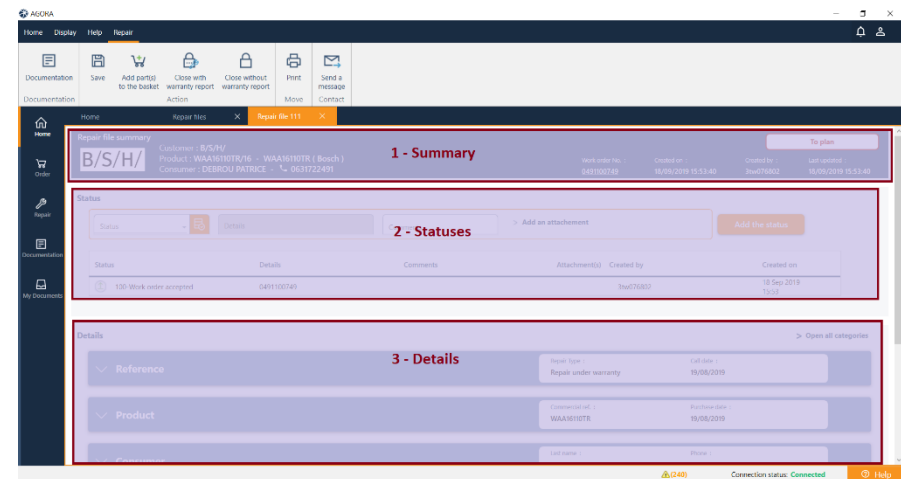 AGORA
Home Display Help Repair
Documentation Save Add part(s) to the basket Close with warranty report Close without warranty report Print Send a message
Documentation Action Move Contact
Home Repair files × Repair file 111 ×
Home
Order
Repair
Documentation
My Documents
Repair file summary
B/S/H/
Customer : B/S/H/
Product : WAA16110TR/16 - WAA16110TR ( Bosch )
Consumer : DEBROU PATRICE - 0631722491
1 - Summary
To plan
Work order No. : Created on : Created by : Last updated :
0491100749 18/09/2019 15:53:40 3tw076802 18/09/2019 15:53:40
Status
Status Details
2 - Statuses
> Add an attachement
Add the status
Status Details Comments Attachment(s) Created by Created on
100-Work order accepted 0491100749 3tw076802 18 Sep 2019
15:53
Details
> Open all categories
3 - Details
Reference
Repair type : Call date :
Repair under warranty 19/08/2019
Product
Commercial ref. : Purchase date :
WAA16110TR 19/08/2019
Consumer
Last name : Phone :
(240) Connection status: Connected Help